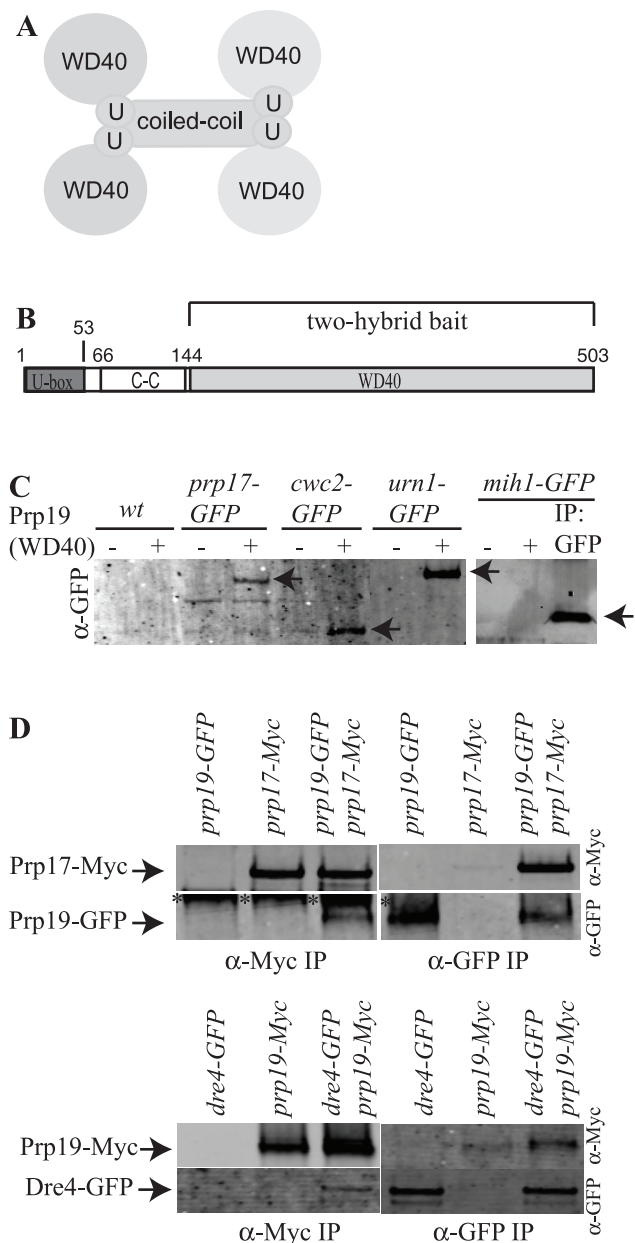 A
WD40 WD40
U U
coiled-coil
U U
WD40 WD40
B
two-hybrid bait
53
1 66 144 503
U-box C-C WD40
C
prp17- cwc2- urn1- mih1-GFP
Prp19 wt GFP GFP GFP IP:
(WD40) - + - + - + - + - + GFP
α-GFP
D
prp19-GFP
prp17-Myc
prp19-GFP
prp17-Myc
prp19-GFP
prp17-Myc
prp19-GFP
prp17-Myc
Prp17-Myc
α-Myc
* * * *
Prp19-GFP
α-GFP
α-Myc IP α-GFP IP
dre4-GFP
prp19-Myc
dre4-GFP
prp19-Myc
dre4-GFP
prp19-Myc
dre4-GFP
prp19-Myc
Prp19-Myc
α-Myc
Dre4-GFP
α-GFP
α-Myc IP α-GFP IP